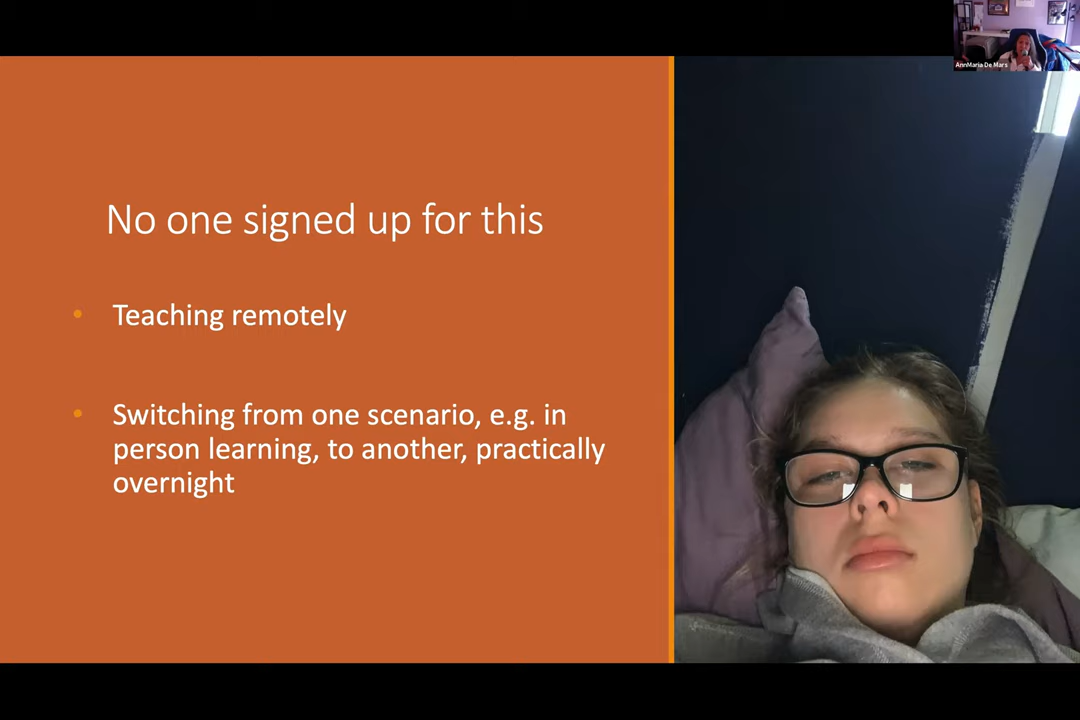 AnnMaria De Mars
No one signed up for this
• Teaching remotely
• Switching from one scenario, e.g. in
person learning, to another, practically
overnight